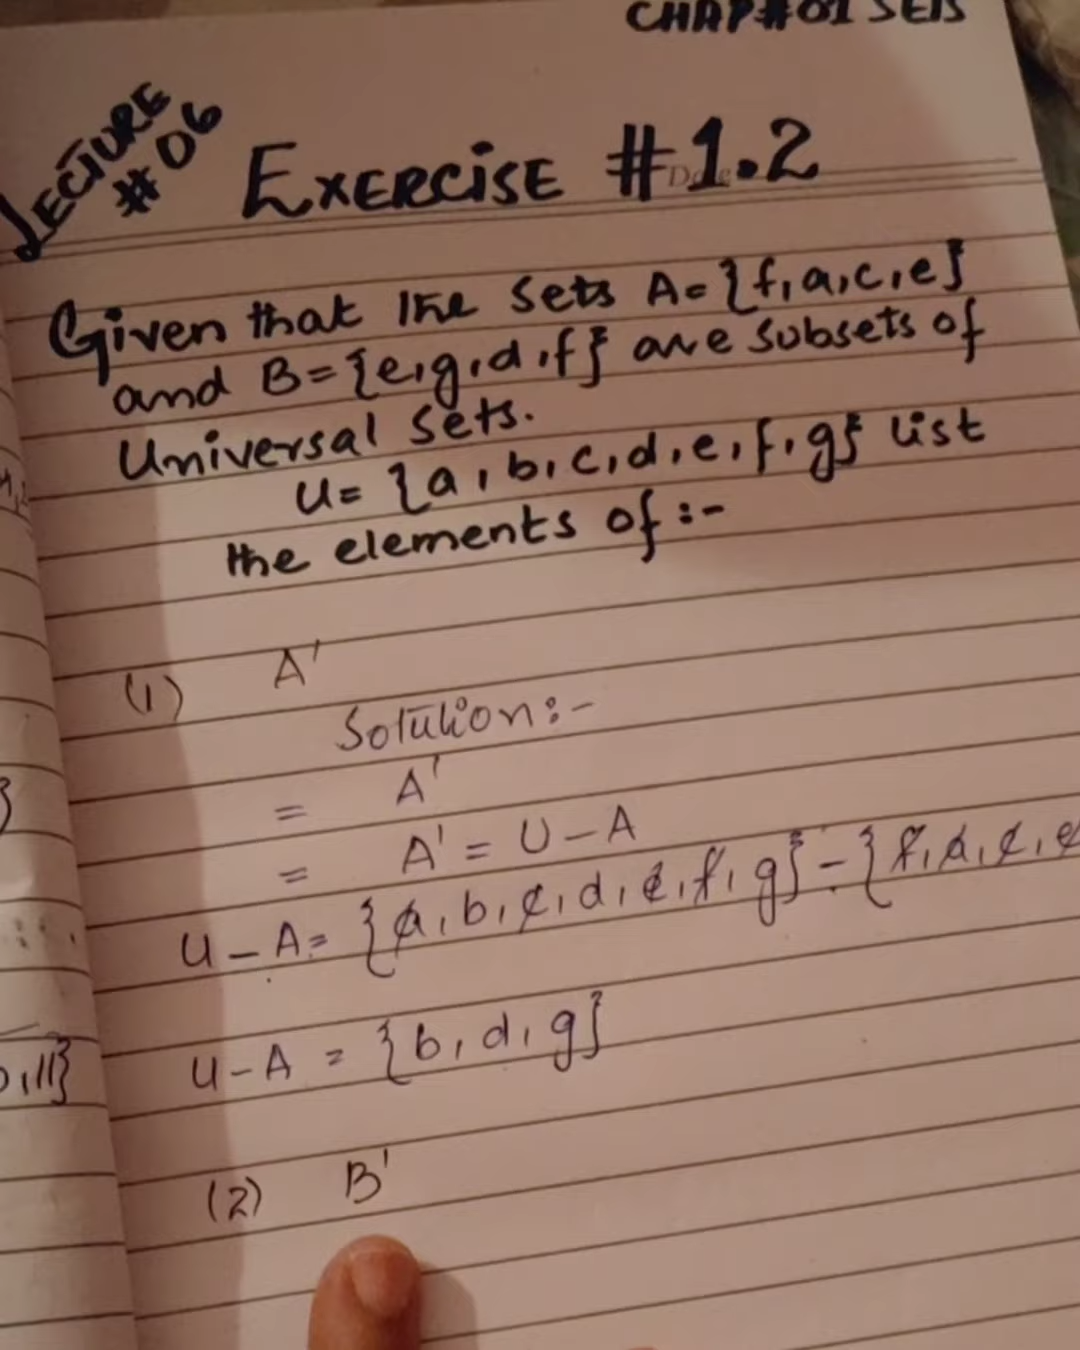 CHAP#01 SETS
LECTURE
#06
EXERCISE #1.2
Given that the sets A={f,a,c,e}
and B={e,g,d,f} are subsets of
Universal sets.
U= {a,b,c,d,e,f,g} list
the elements of:-
(1) A'
Solution:-
= A'
= A' = U-A
U-A= {a,b,c,d,e,f,g}-{f,a,c,e
U-A = {b,d,g}
,11}
(2) B'